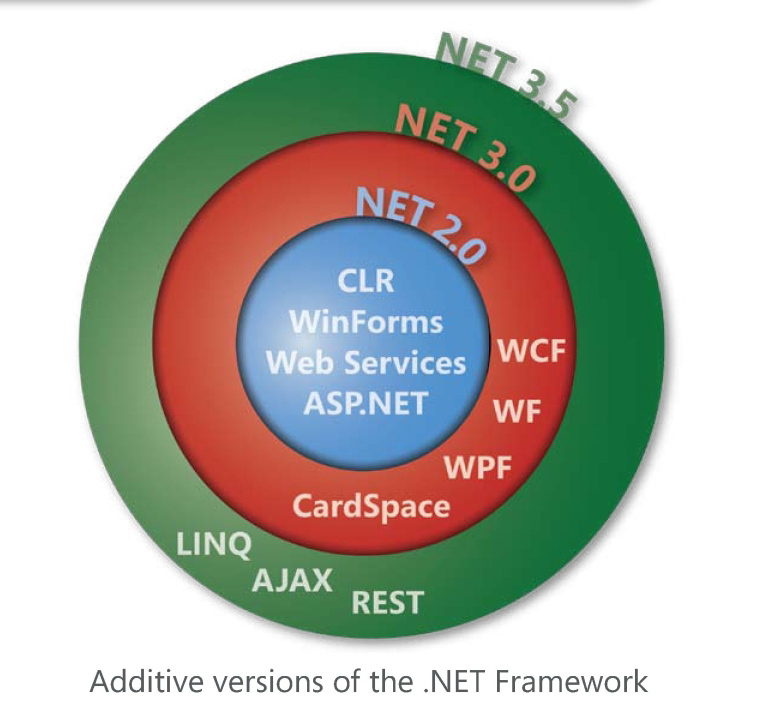 NET 3.5
NET 3.0
NET 2.0
CLR
WinForms
Web Services
ASP.NET
WCF
WF
WPF
CardSpace
LINQ
AJAX
REST
Additive versions of the .NET Framework